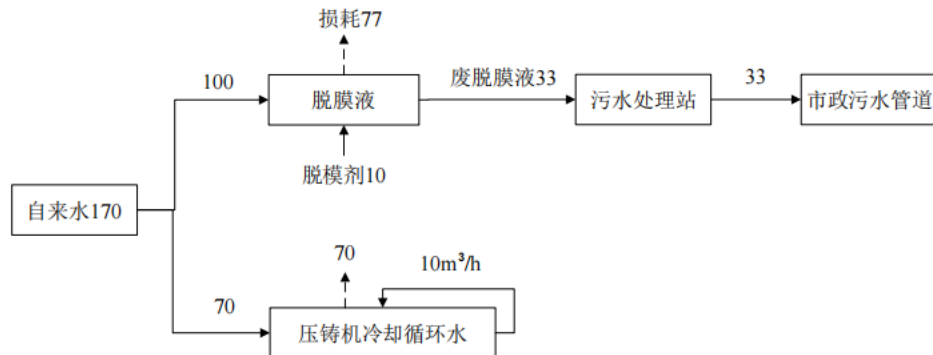 损耗77
100
脱膜液
废脱膜液33
污水处理站
33
市政污水管道
脱模剂10
自来水170
70
10m³/h
70
压铸机冷却循环水